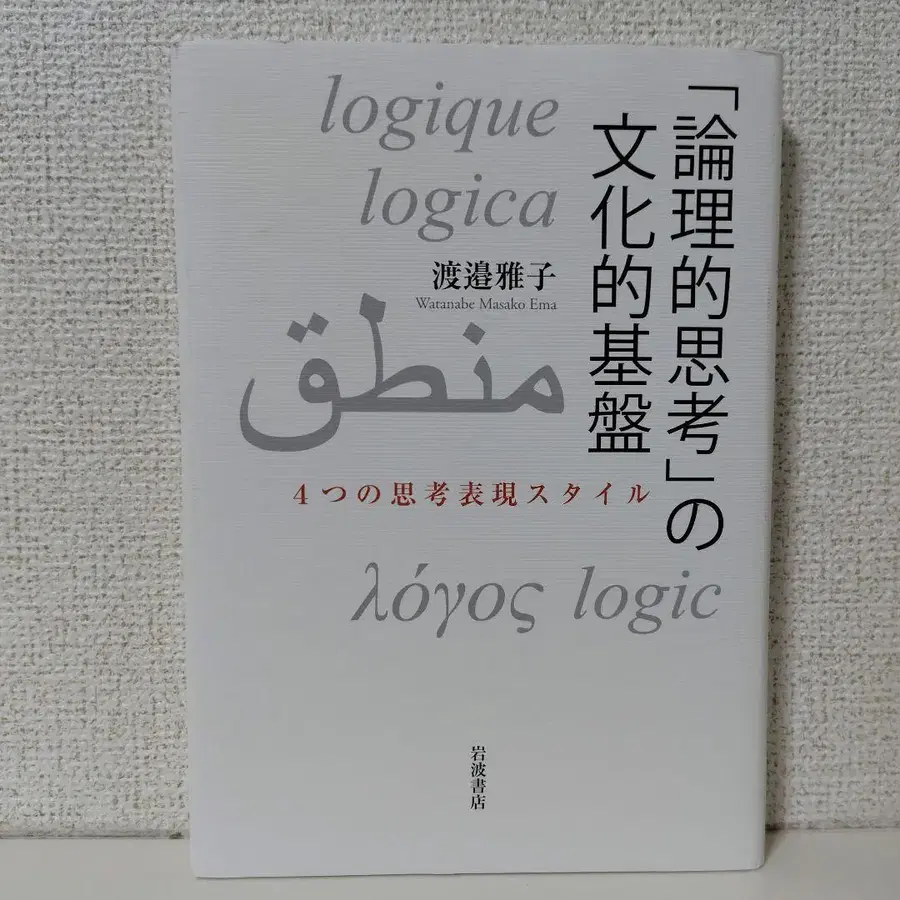 「論理的思考」の
文化的基盤
logique
logica
渡邉雅子
Watanabe Masako Ema
منطق
4つの思考表現スタイル
λόγος logic
岩波書店